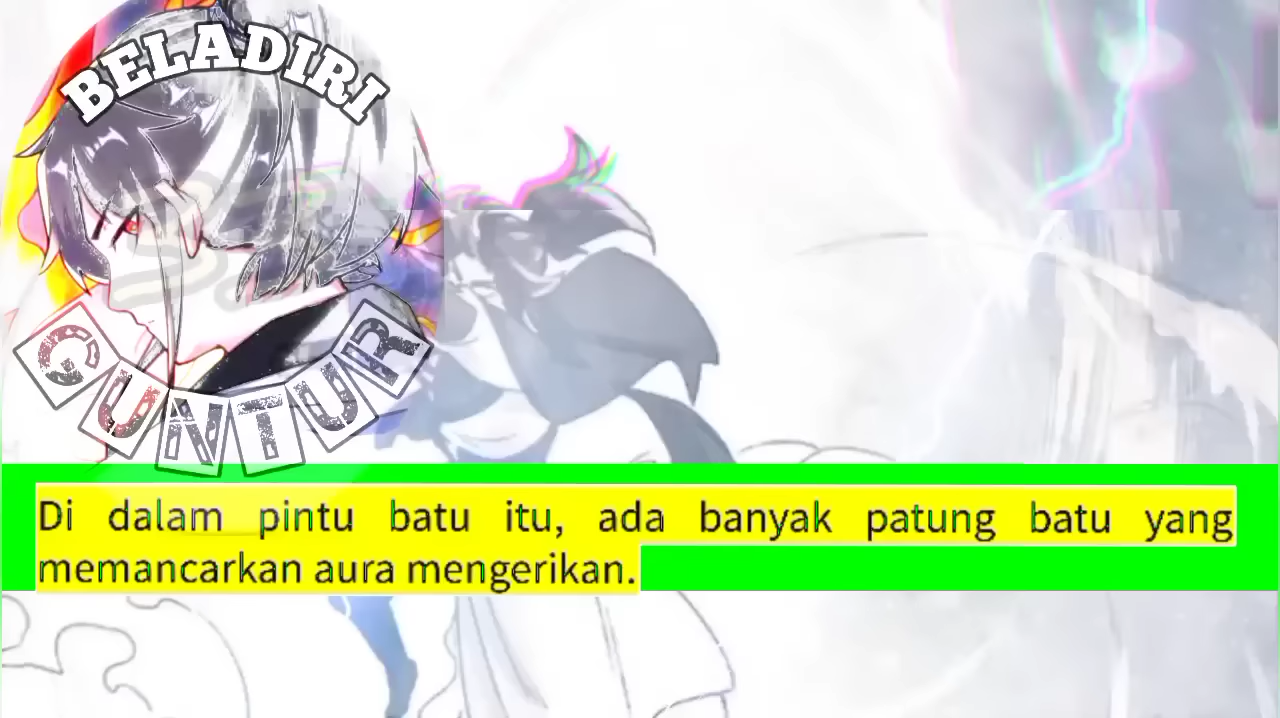 BELADIRI
GUNTUR
Di dalam pintu batu itu, ada banyak patung batu yang
memancarkan aura mengerikan.